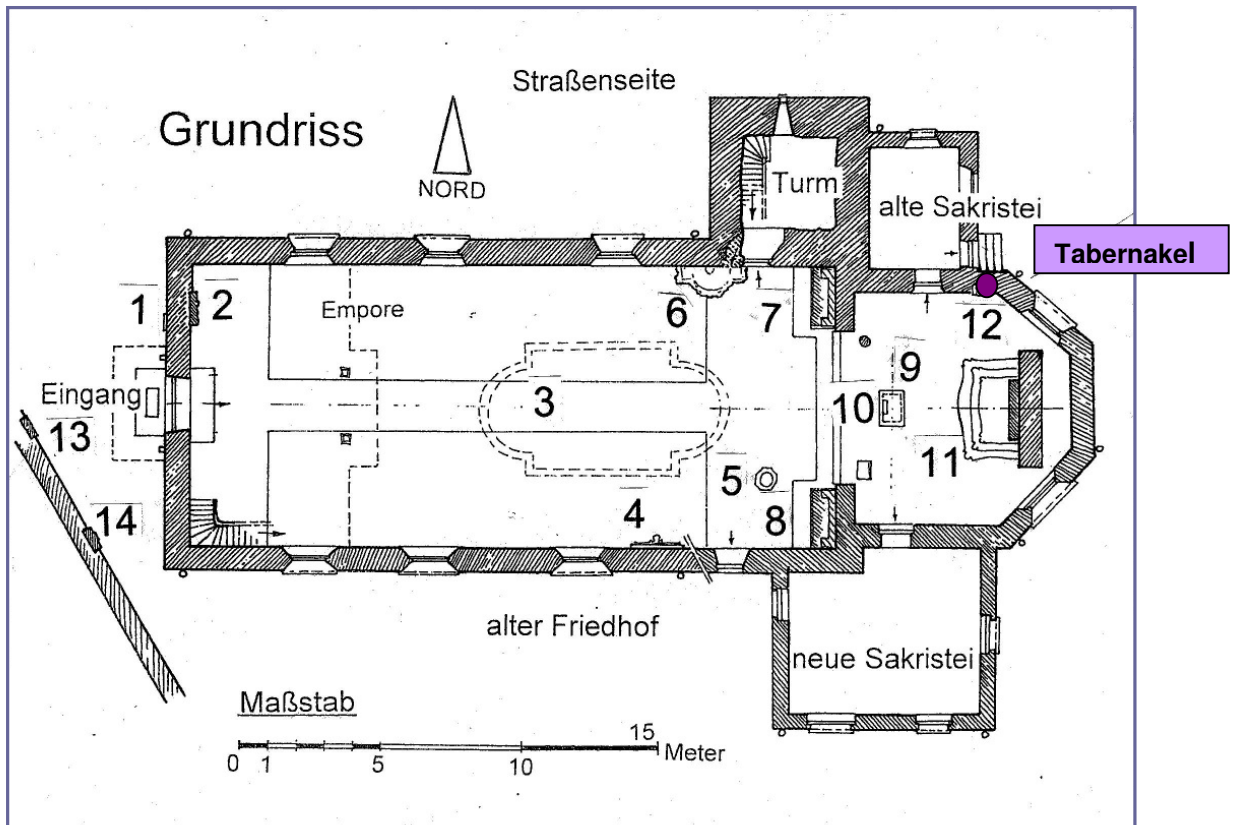 Straßenseite
Grundriss
NORD
Turm
alte Sakristei
Tabernakel
1
2
Empore
6
7
12
Eingang
3
9
10
13
11
5
14
4
8
alter Friedhof
neue Sakristei
Maßstab
15
Meter
0 1 5 10